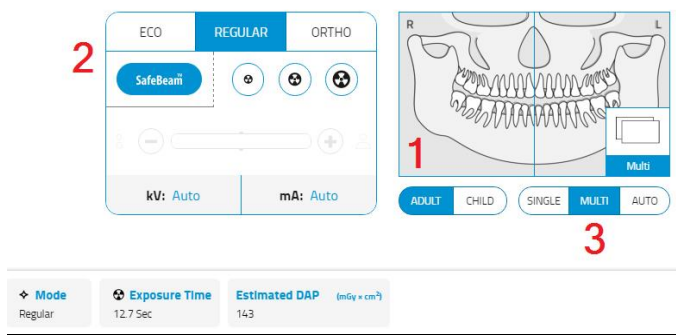 ECO REGULAR ORTHO
2
SafeBeam™
kV: Auto mA: Auto
R L
1
Multi
ADULT CHILD SINGLE MULTI AUTO
3
Mode
Regular
Exposure Time
12.7 Sec
Estimated DAP (mGy × cm²)
143